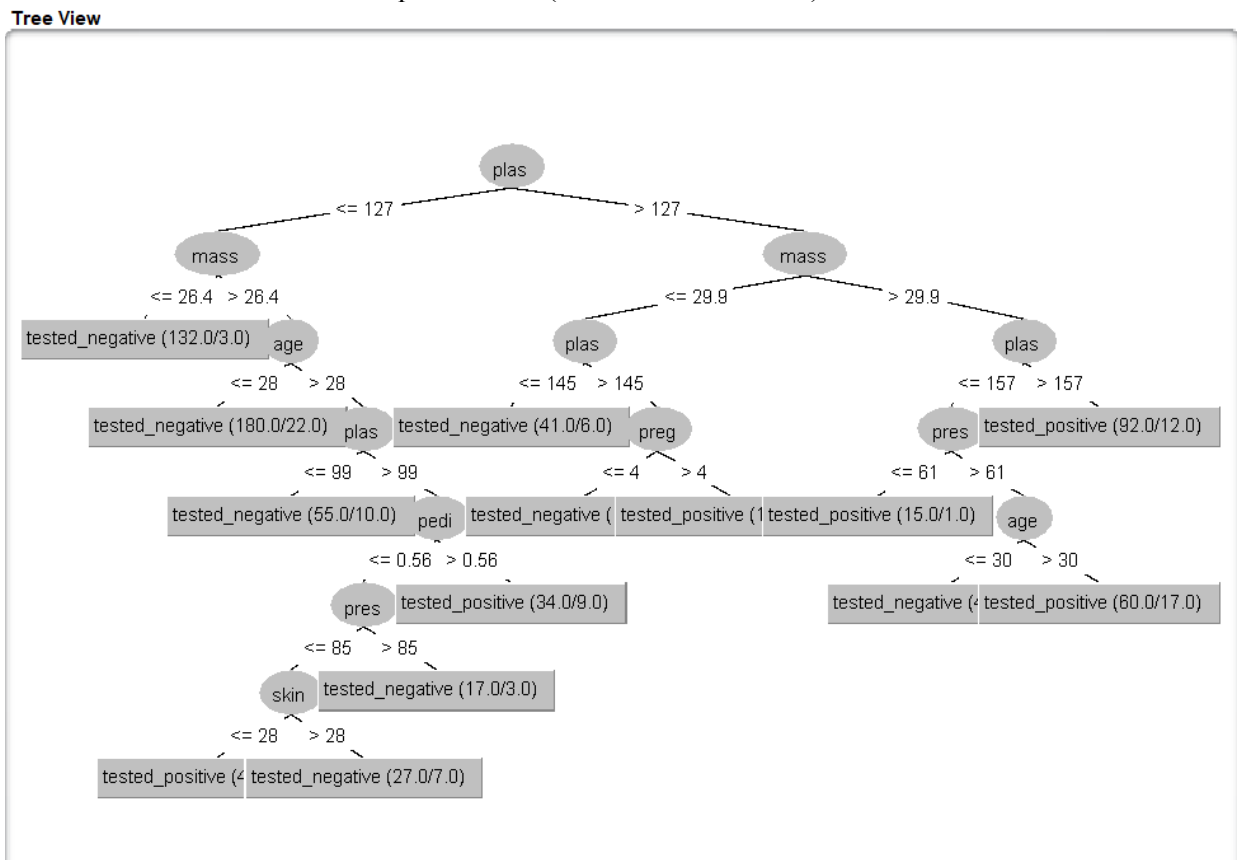 Tree View
plas
<= 127 > 127
mass mass
<= 26.4 > 26.4 <= 29.9 > 29.9
tested_negative (132.0/3.0) age plas plas
<= 28 > 28 <= 145 > 145 <= 157 > 157
tested_negative (180.0/22.0) plas tested_negative (41.0/6.0) preg pres tested_positive (92.0/12.0)
<= 99 > 99 <= 4 > 4 <= 61 > 61
tested_negative (55.0/10.0) pedi tested_negative ( tested_positive (1 tested_positive (15.0/1.0) age
<= 0.56 > 0.56 <= 30 > 30
pres tested_positive (34.0/9.0) tested_negative (4 tested_positive (60.0/17.0)
<= 85 > 85
skin tested_negative (17.0/3.0)
<= 28 > 28
tested_positive (4 tested_negative (27.0/7.0)